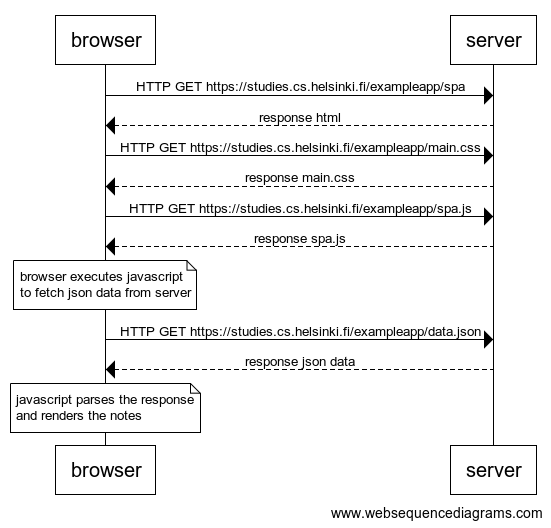 browser
server
HTTP GET https://studies.cs.helsinki.fi/exampleapp/spa
response html
HTTP GET https://studies.cs.helsinki.fi/exampleapp/main.css
response main.css
HTTP GET https://studies.cs.helsinki.fi/exampleapp/spa.js
response spa.js
browser executes javascript
to fetch json data from server
HTTP GET https://studies.cs.helsinki.fi/exampleapp/data.json
response json data
javascript parses the response
and renders the notes
browser
server
www.websequencediagrams.com